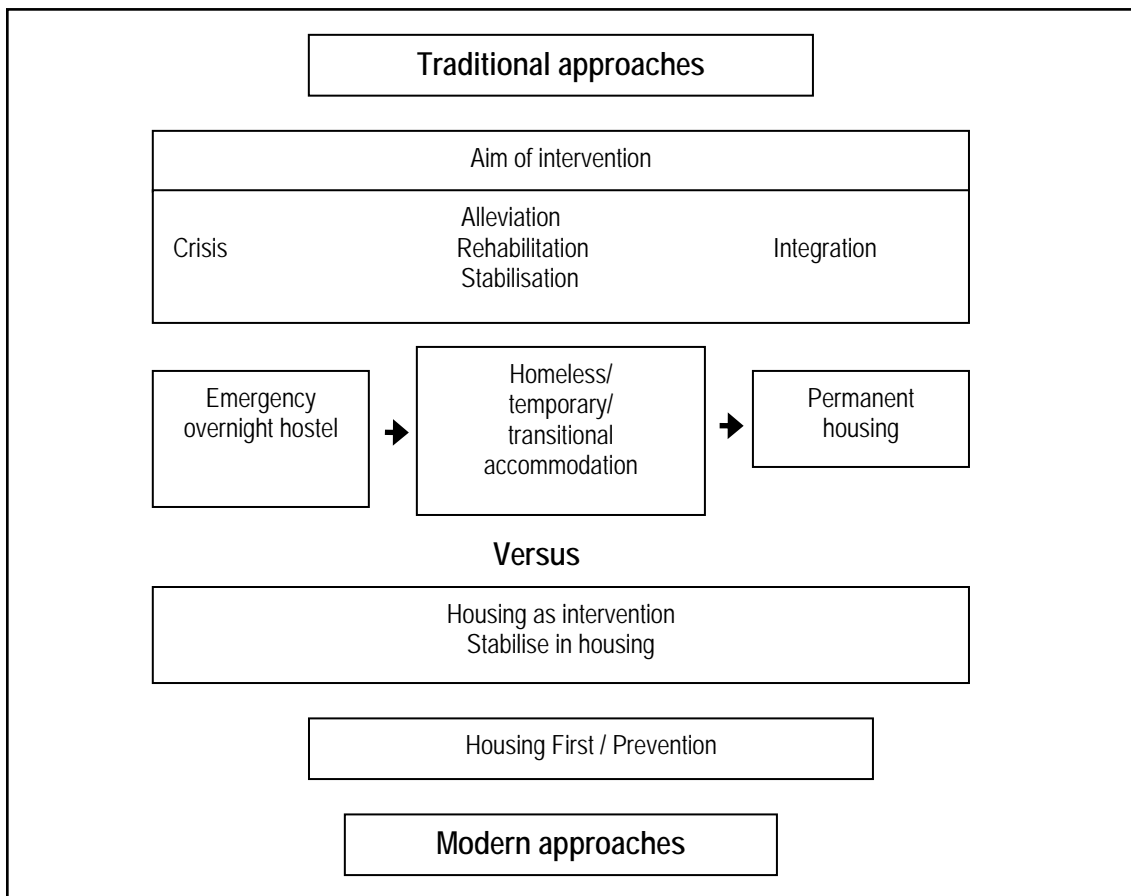 Traditional approaches
Aim of intervention
Crisis
Alleviation
Rehabilitation
Stabilisation
Integration
Emergency
overnight hostel
Homeless/
temporary/
transitional
accommodation
Permanent
housing
Versus
Housing as intervention
Stabilise in housing
Housing First / Prevention
Modern approaches